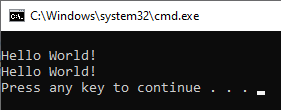 C:\Windows\system32\cmd.exe
Hello World!
Hello World!
Press any key to continue . . .